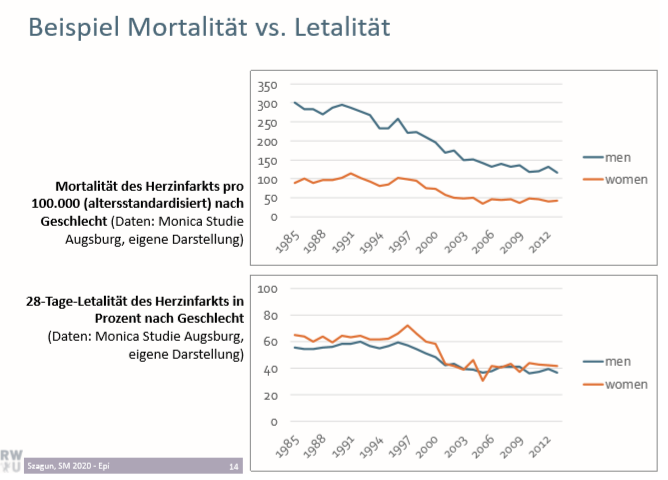 Beispiel Mortalität vs. Letalität
Mortalität des Herzinfarkts pro
100.000 (altersstandardisiert) nach
Geschlecht (Daten: Monica Studie
Augsburg, eigene Darstellung)
350
300
250
200
150
100
50
0
1985
1988
1991
1994
1997
2000
2003
2006
2009
2012
men
women
28-Tage-Letalität des Herzinfarkts in
Prozent nach Geschlecht
(Daten: Monica Studie Augsburg,
eigene Darstellung)
100
80
60
40
20
0
1985
1988
1991
1994
1997
2000
2003
2006
2009
2012
men
women
RW
U
Szagun, SM 2020 - Epi
14